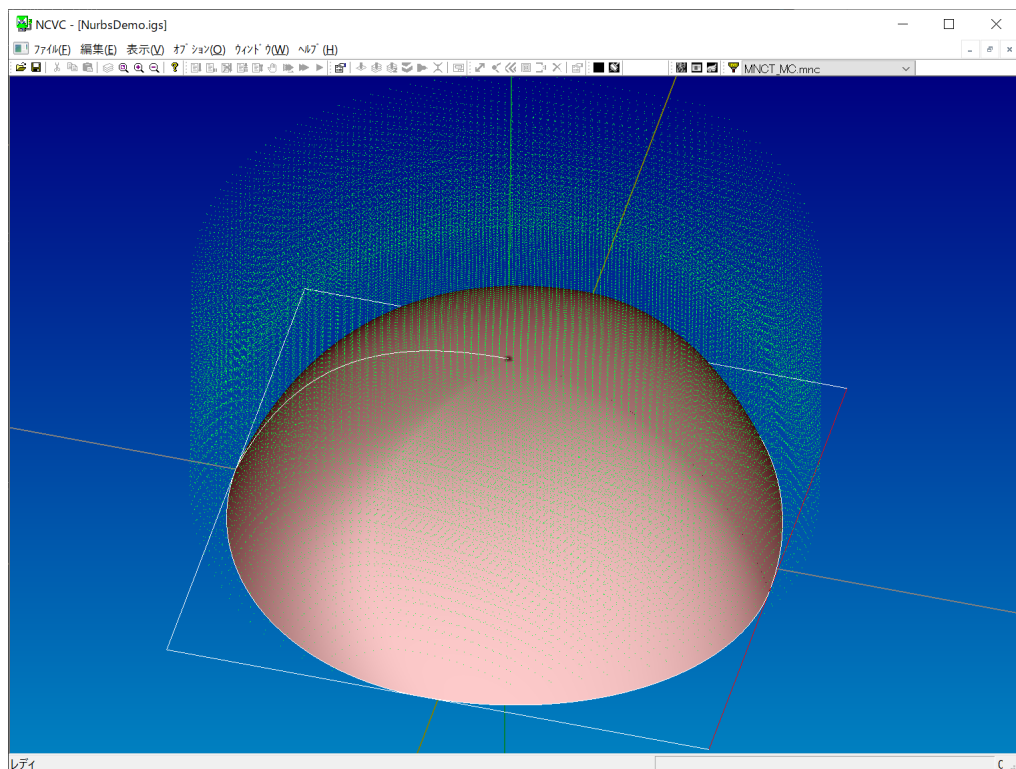 NCVC - [NurbsDemo.igs]
ファイル(F) 編集(E) 表示(V) オプション(O) ウィンドウ(W) ヘルプ(H)
MNCT_MC.mnc
レディ